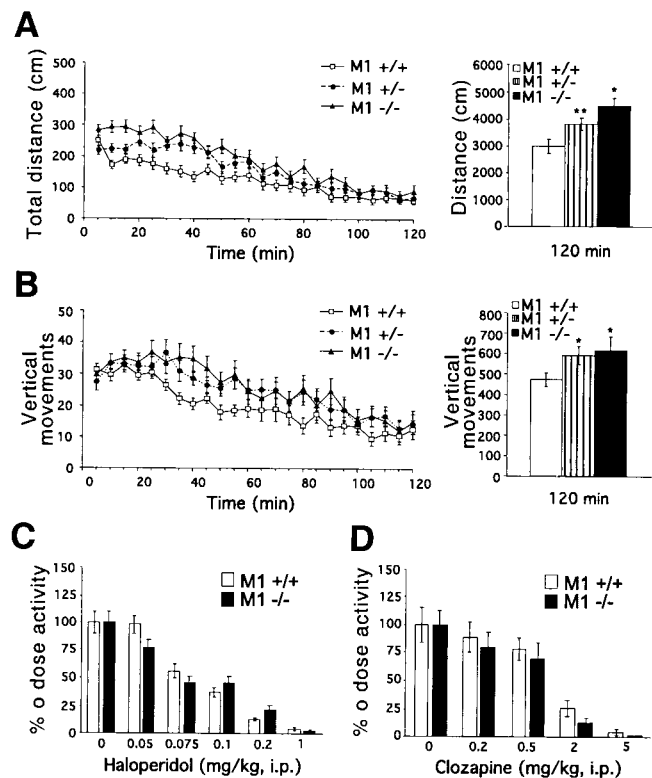 A
Total distance (cm)
500
400
300
200
100
0
0 20 40 60 80 100 120
Time (min)
M1 +/+
M1 +/-
M1 -/-
Distance (cm)
6000
5000
4000
3000
2000
1000
0
M1 +/+
M1 +/-
M1 -/-
** *
120 min
B
Vertical movements
50
40
30
20
10
0
0 20 40 60 80 100 120
Time (min)
M1 +/+
M1 +/-
M1 -/-
Vertical movements
800
700
600
500
400
300
200
100
0
M1 +/+
M1 +/-
M1 -/-
* *
120 min
C
% o dose activity
150
125
100
75
50
25
0
M1 +/+
M1 -/-
0 0.05 0.075 0.1 0.2 1
Haloperidol (mg/kg, i.p.)
D
% o dose activity
150
125
100
75
50
25
0
M1 +/+
M1 -/-
0 0.2 0.5 2 5
Clozapine (mg/kg, i.p.)